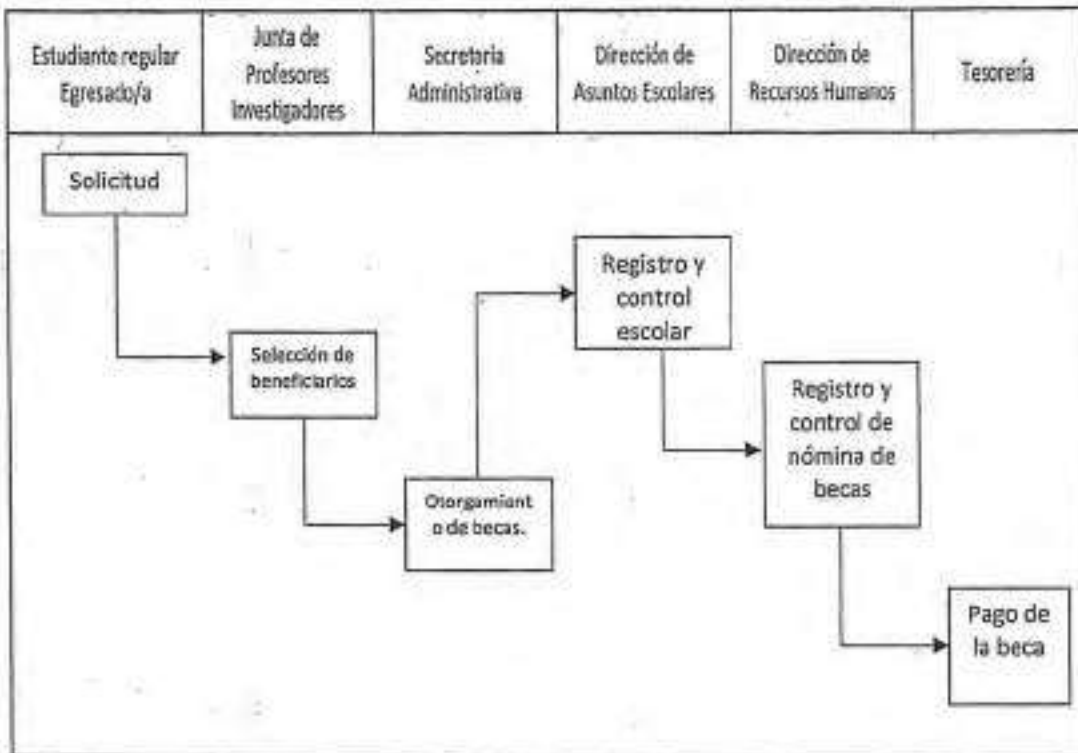 Estudiante regular
Egresado/a
Junta de
Profesores
Investigadores
Secretaria
Administrativa
Dirección de
Asuntos Escolares
Dirección de
Recursos Humanos
Tesorería
Solicitud
Registro y
control
escolar
Selección de
beneficiarios
Registro y
control de
nómina de
becas
Otorgamient
o de becas.
Pago de
la beca